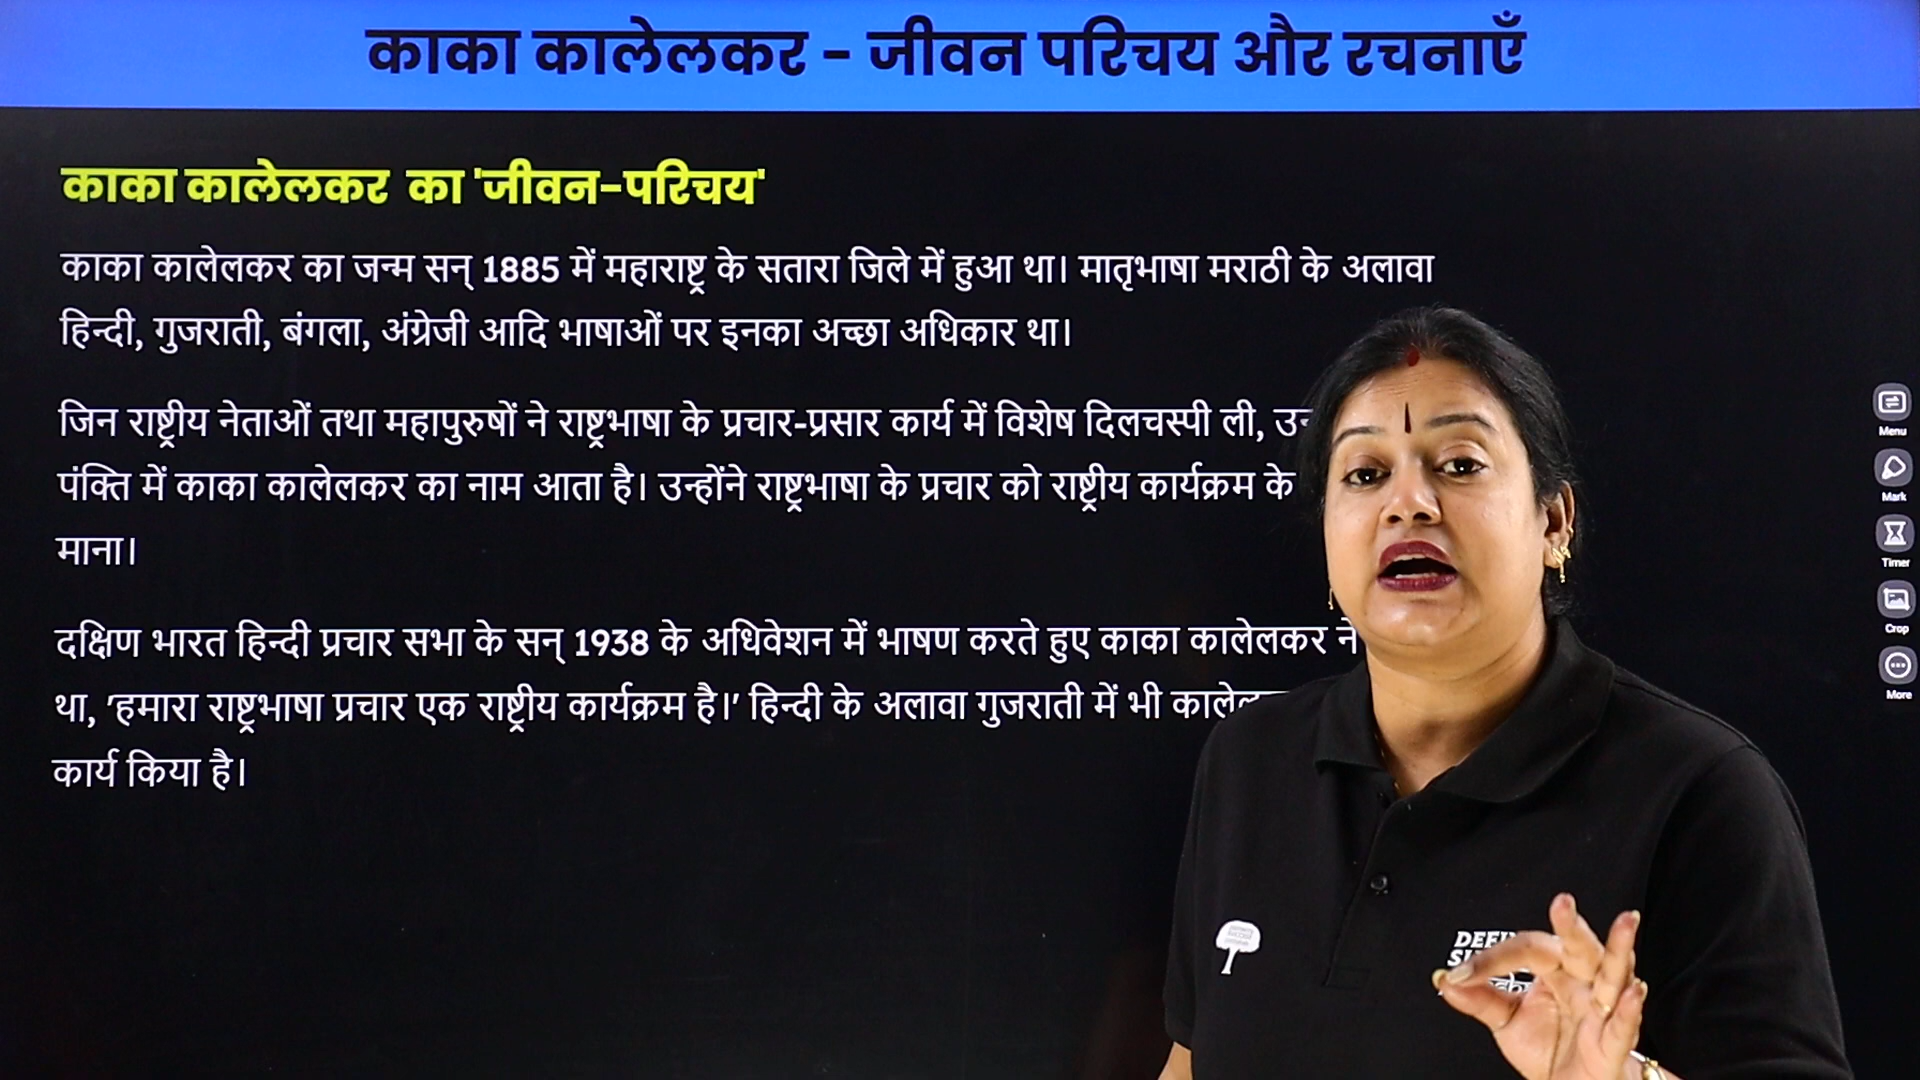 काका कालेलकर - जीवन परिचय और रचनाएँ
काका कालेलकर का 'जीवन-परिचय'
काका कालेलकर का जन्म सन् 1885 में महाराष्ट्र के सतारा जिले में हुआ था। मातृभाषा मराठी के अलावा
हिन्दी, गुजराती, बंगला, अंग्रेजी आदि भाषाओं पर इनका अच्छा अधिकार था।
जिन राष्ट्रीय नेताओं तथा महापुरुषों ने राष्ट्रभाषा के प्रचार-प्रसार कार्य में विशेष दिलचस्पी ली,
पंक्ति में काका कालेलकर का नाम आता है। उन्होंने राष्ट्रभाषा के प्रचार को राष्ट्रीय कार्यक्रम के
माना।
दक्षिण भारत हिन्दी प्रचार सभा के सन् 1938 के अधिवेशन में भाषण करते हुए काका कालेलकर ने
था, 'हमारा राष्ट्रभाषा प्रचार एक राष्ट्रीय कार्यक्रम है।' हिन्दी के अलावा गुजराती में भी
कार्य किया है।
Menu
Mark
Timer
Crop
More